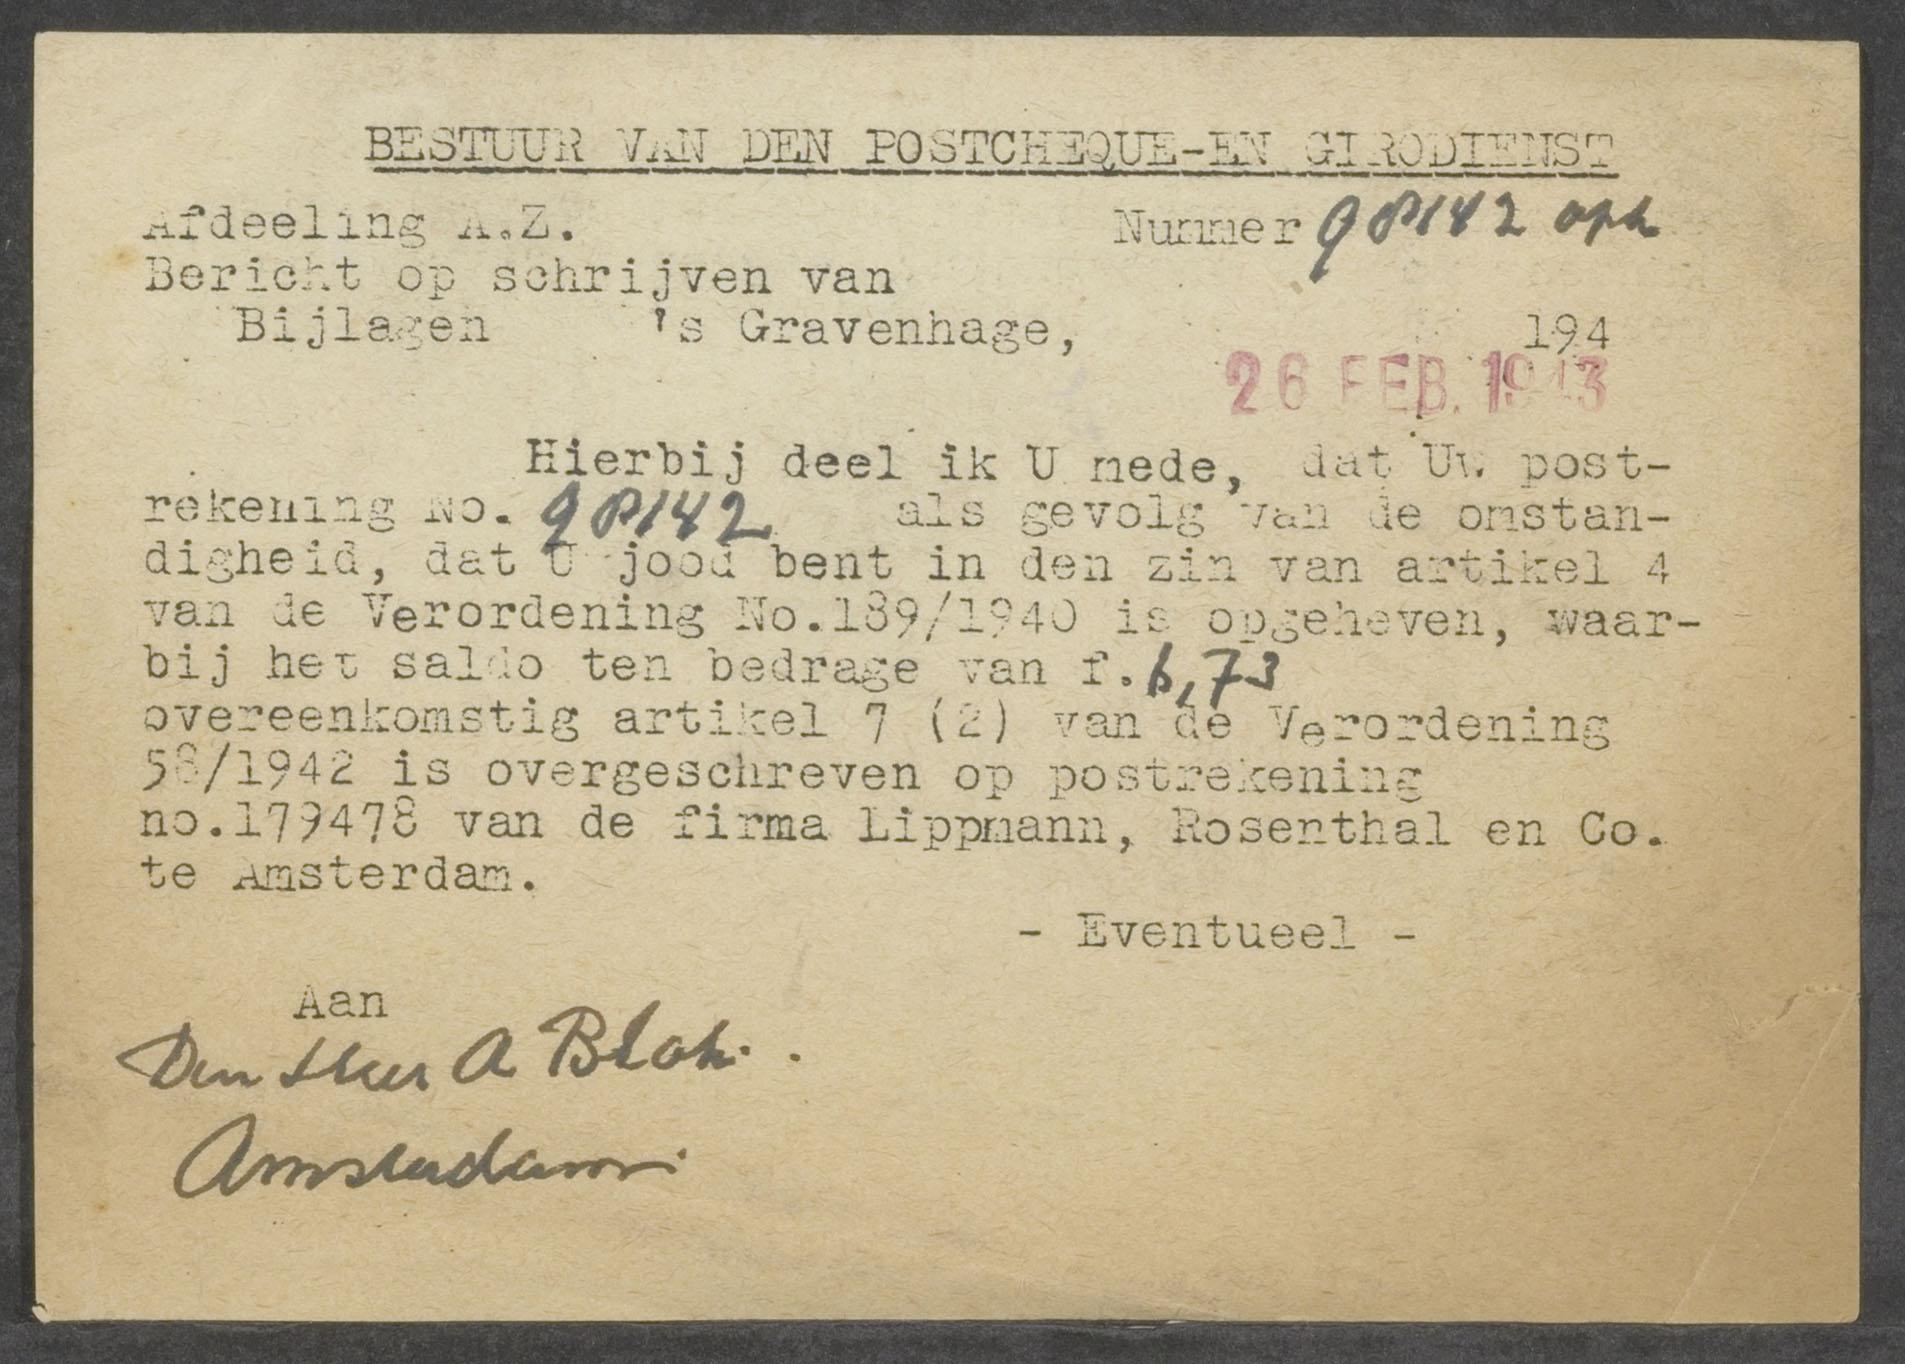 BESTUUR VAN DEN POSTCHEQUE-EN GIRODIENST
Afdeeling A.Z. Nummer 98142 oph
Bericht op schrijven van
Bijlagen 's Gravenhage, 194
26 FEB. 1943
Hierbij deel ik U mede, dat Uw post-
rekening No. 98142 als gevolg van de omstan-
digheid, dat U jood bent in den zin van artikel 4
van de Verordening No.189/1940 is opgeheven, waar-
bij het saldo ten bedrage van f. 6,73
overeenkomstig artikel 7 (2) van de Verordening
58/1942 is overgeschreven op postrekening
no.179478 van de firma Lippmann, Rosenthal en Co.
te Amsterdam.
- Eventueel -
Aan
Den Heer A Blok.
Amsterdam.